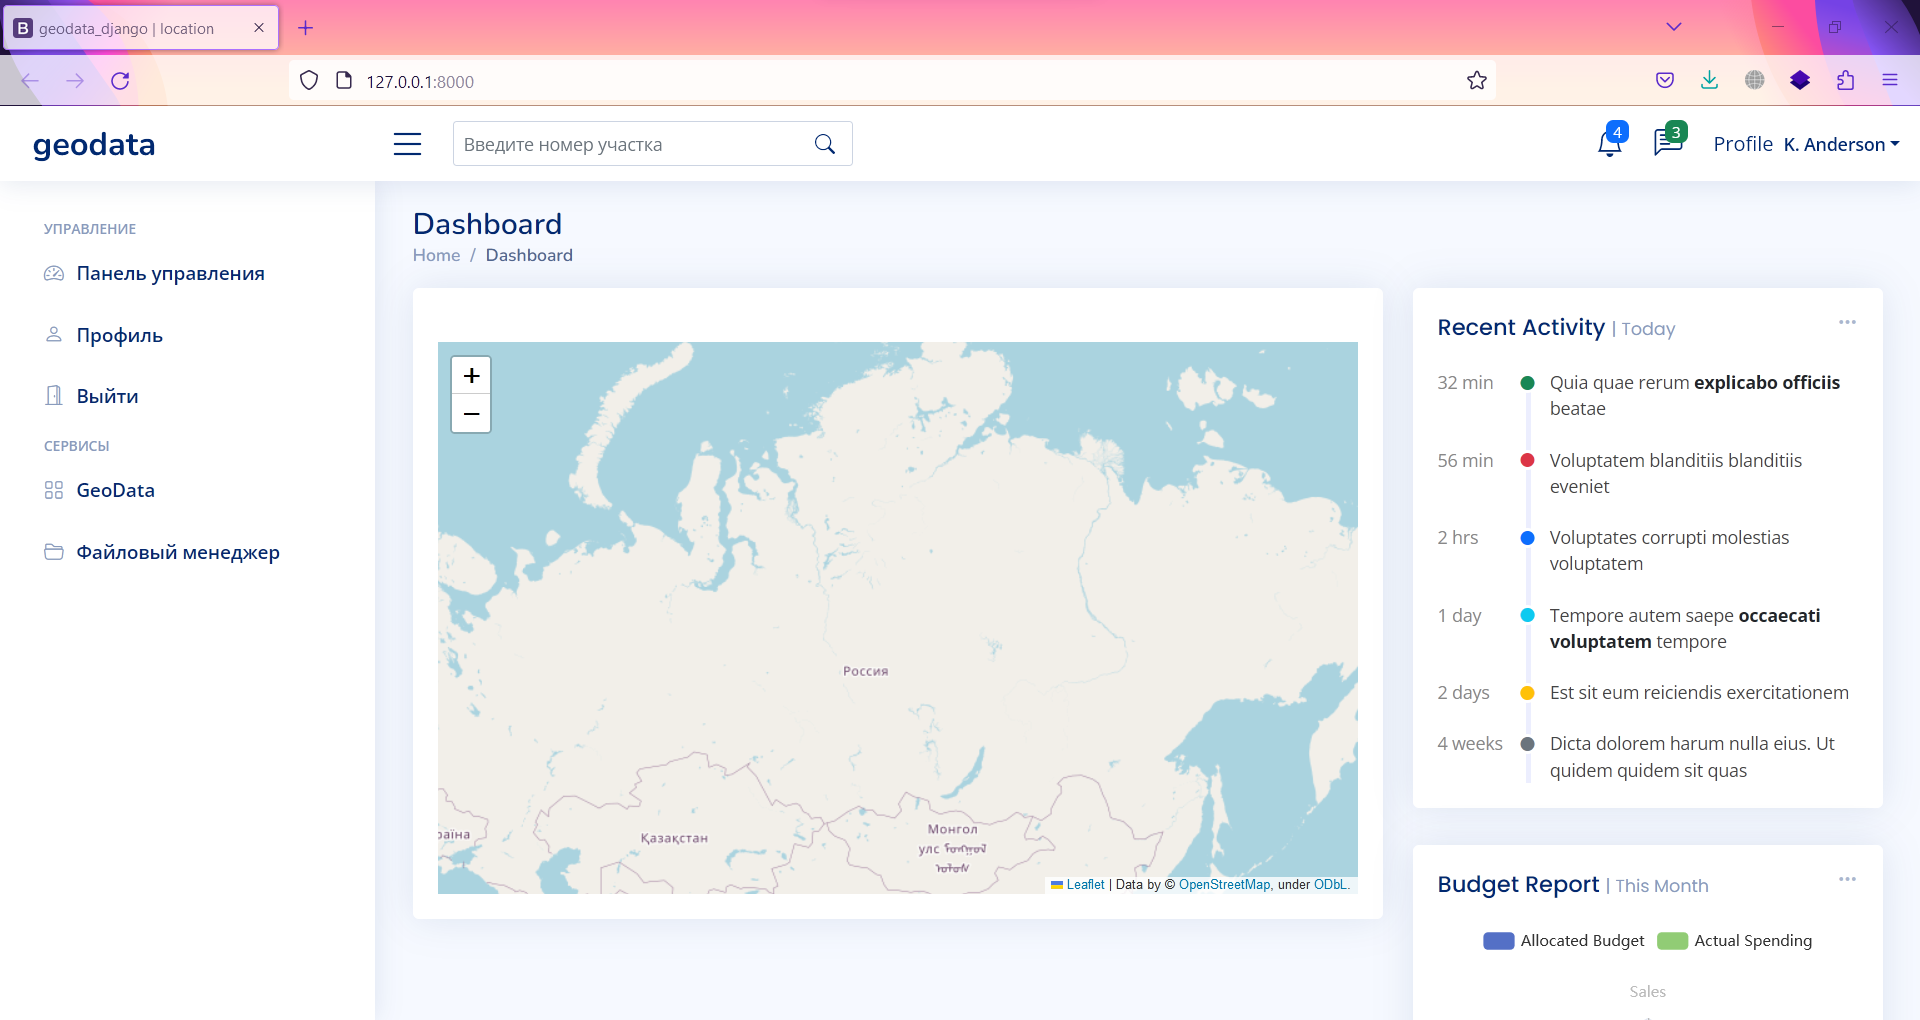 B geodata_django | location
127.0.0.1:8000
geodata
Введите номер участка
4
3
Profile K. Anderson
УПРАВЛЕНИЕ
Панель управления
Профиль
Выйти
СЕРВИСЫ
GeoData
Файловый менеджер
Dashboard
Home / Dashboard
+
−
Россия
Қазақстан
Монгол
улс
Leaflet | Data by © OpenStreetMap, under ODbL.
Recent Activity | Today
32 min Quia quae rerum explicabo officiis
beatae
56 min Voluptatem blanditiis blanditiis
eveniet
2 hrs Voluptates corrupti molestias
voluptatem
1 day Tempore autem saepe occaecati
voluptatem tempore
2 days Est sit eum reiciendis exercitationem
4 weeks Dicta dolorem harum nulla eius. Ut
quidem quidem sit quas
Budget Report | This Month
Allocated Budget Actual Spending
Sales